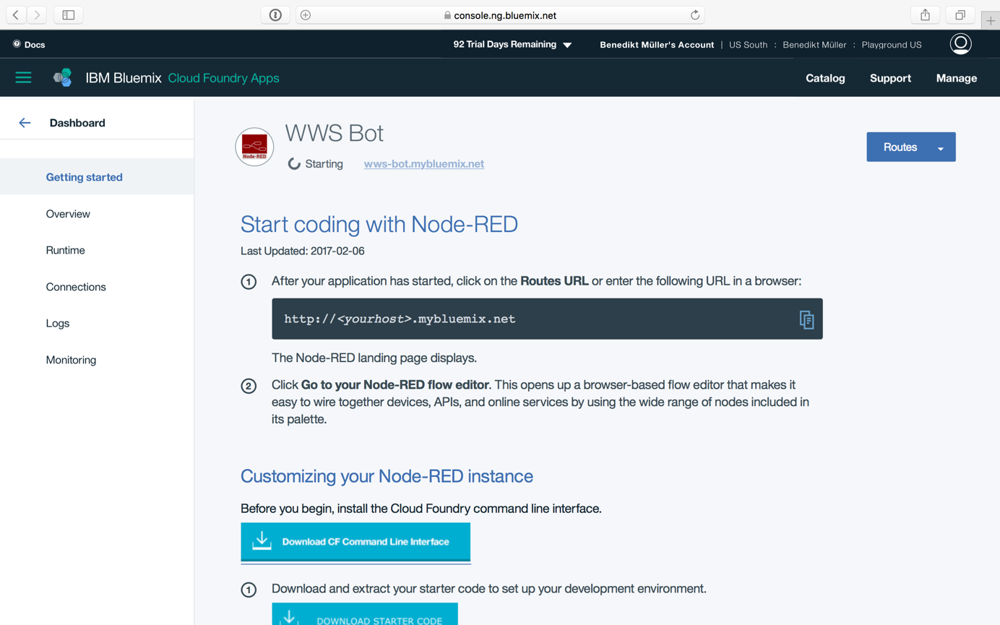 console.ng.bluemix.net
Docs
92 Trial Days Remaining
Benedikt Müller's Account | US South : Benedikt Müller : Playground US
IBM Bluemix Cloud Foundry Apps
Catalog
Support
Manage
Dashboard
Getting started
Overview
Runtime
Connections
Logs
Monitoring
Node-RED
WWS Bot
Starting
wws-bot.mybluemix.net
Routes
Start coding with Node-RED
Last Updated: 2017-02-06
1 After your application has started, click on the Routes URL or enter the following URL in a browser:
http://<yourhost>.mybluemix.net
The Node-RED landing page displays.
2 Click Go to your Node-RED flow editor. This opens up a browser-based flow editor that makes it
easy to wire together devices, APIs, and online services by using the wide range of nodes included in
its palette.
Customizing your Node-RED instance
Before you begin, install the Cloud Foundry command line interface.
Download CF Command Line Interface
1 Download and extract your starter code to set up your development environment.
DOWNLOAD STARTER CODE